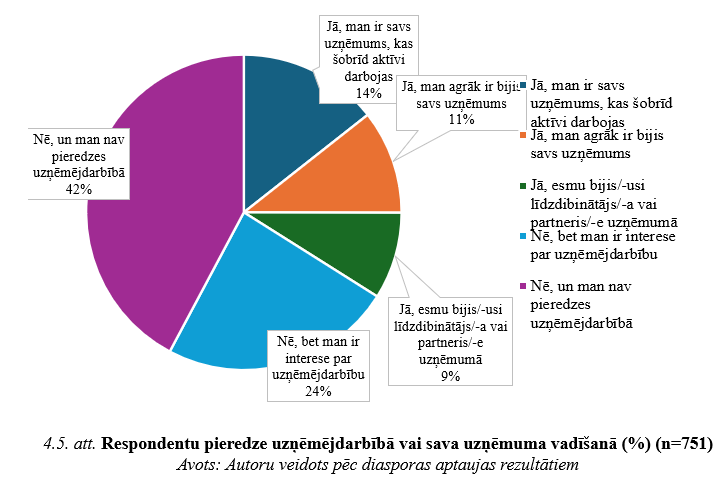 Jā, man ir savs
uzņēmums, kas
šobrīd aktīvi
darbojas
14%
Jā, man agrāk ir bijis
savs uzņēmums
11%
Jā, esmu bijis/-usi
līdzdibinātājs/-a vai
partneris/-e
uzņēmumā
9%
Nē, bet man ir
interese par
uzņēmējdarbību
24%
Nē, un man nav
pieredzes
uzņēmējdarbībā
42%
Jā, man ir savs
uzņēmums, kas šobrīd
aktīvi darbojas
Jā, man agrāk ir bijis
savs uzņēmums
Jā, esmu bijis/-usi
līdzdibinātājs/-a vai
partneris/-e uzņēmumā
Nē, bet man ir interese
par uzņēmējdarbību
Nē, un man nav
pieredzes
uzņēmējdarbībā
4.5. att. Respondentu pieredze uzņēmējdarbībā vai sava uzņēmuma vadīšanā (%) (n=751)
Avots: Autoru veidots pēc diasporas aptaujas rezultātiem